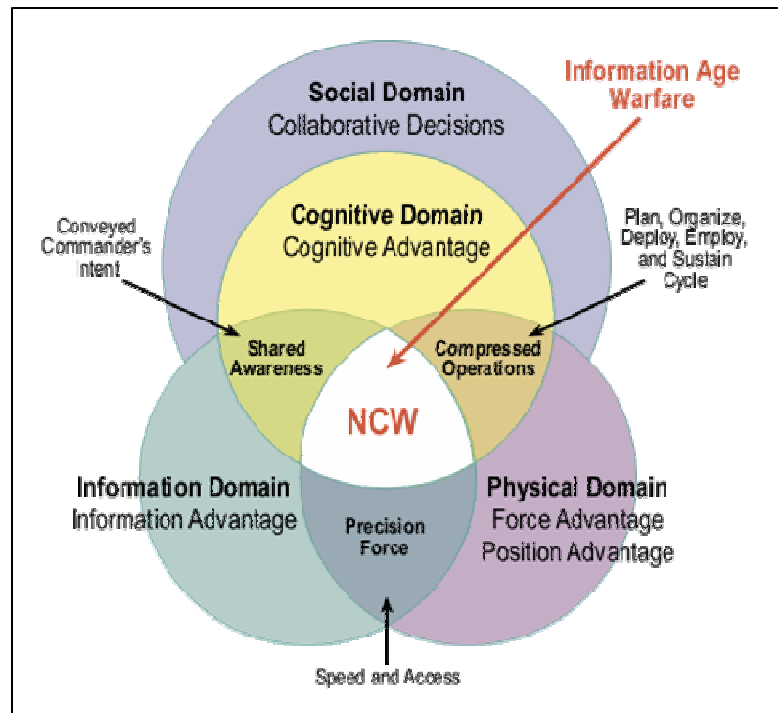 Information Age
Warfare
Social Domain
Collaborative Decisions
Conveyed
Commander's
Intent
Cognitive Domain
Cognitive Advantage
Plan, Organize,
Deploy, Employ,
and Sustain
Cycle
Shared
Awareness
Compressed
Operations
NCW
Information Domain
Information Advantage
Precision
Force
Physical Domain
Force Advantage
Position Advantage
Speed and Access